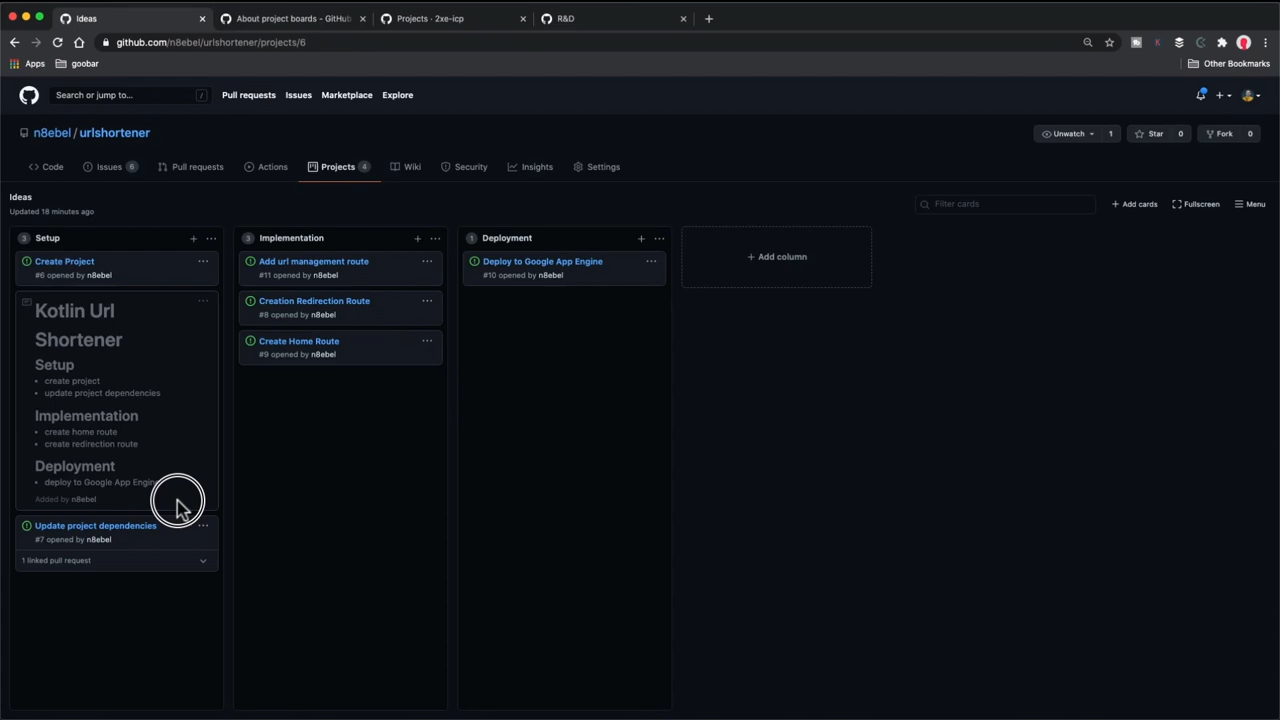 Ideas
About project boards - GitHub
Projects · 2xe-icp
R&D
github.com/n8ebel/urlshortener/projects/6
Apps
goobar
Other Bookmarks
Search or jump to...
/
Pull requests
Issues
Marketplace
Explore
n8ebel / urlshortener
Unwatch
1
Star
0
Fork
0
Code
Issues 6
Pull requests
Actions
Projects 4
Wiki
Security
Insights
Settings
Ideas
Updated 18 minutes ago
Filter cards
+ Add cards
Fullscreen
Menu
3 Setup
Create Project
#6 opened by n8ebel
Kotlin Url
Shortener
Setup
• create project
• update project dependencies
Implementation
• create home route
• create redirection route
Deployment
• deploy to Google App Engine
Added by n8ebel
Update project dependencies
#7 opened by n8ebel
1 linked pull request
3 Implementation
Add url management route
#11 opened by n8ebel
Creation Redirection Route
#8 opened by n8ebel
Create Home Route
#9 opened by n8ebel
1 Deployment
Deploy to Google App Engine
#10 opened by n8ebel
+ Add column